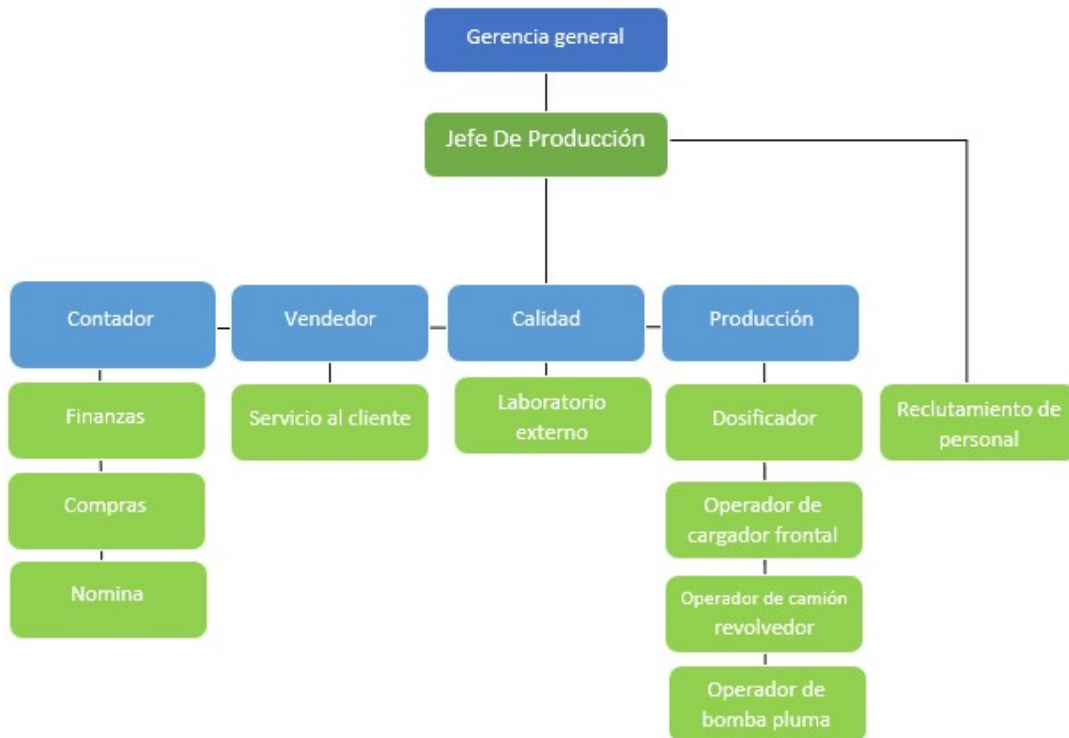 Gerencia general
Jefe De Producción
Contador
Vendedor
Calidad
Producción
Finanzas
Servicio al cliente
Laboratorio
externo
Dosificador
Reclutamiento de
personal
Compras
Operador de
cargador frontal
Nomina
Operador de camión
revolvedor
Operador de
bomba pluma